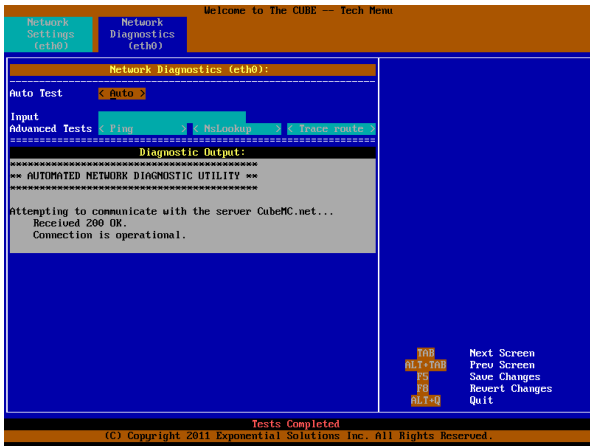 Welcome to The CUBE -- Tech Menu
Network Settings (eth0)
Network Diagnostics (eth0)
Network Diagnostics (eth0):
Auto Test < Auto >
Input
Advanced Tests < Ping > < NsLookup > < Trace route >
Diagnostic Output:
******************************************
** AUTOMATED NETWORK DIAGNOSTIC UTILITY **
******************************************
Attempting to communicate with the server CubeMC.net...
Received 200 OK.
Connection is operational.
TAB Next Screen
ALT+TAB Prev Screen
F5 Save Changes
F8 Revert Changes
ALT+Q Quit
Tests Completed
(C) Copyright 2011 Exponential Solutions Inc. All Rights Reserved.